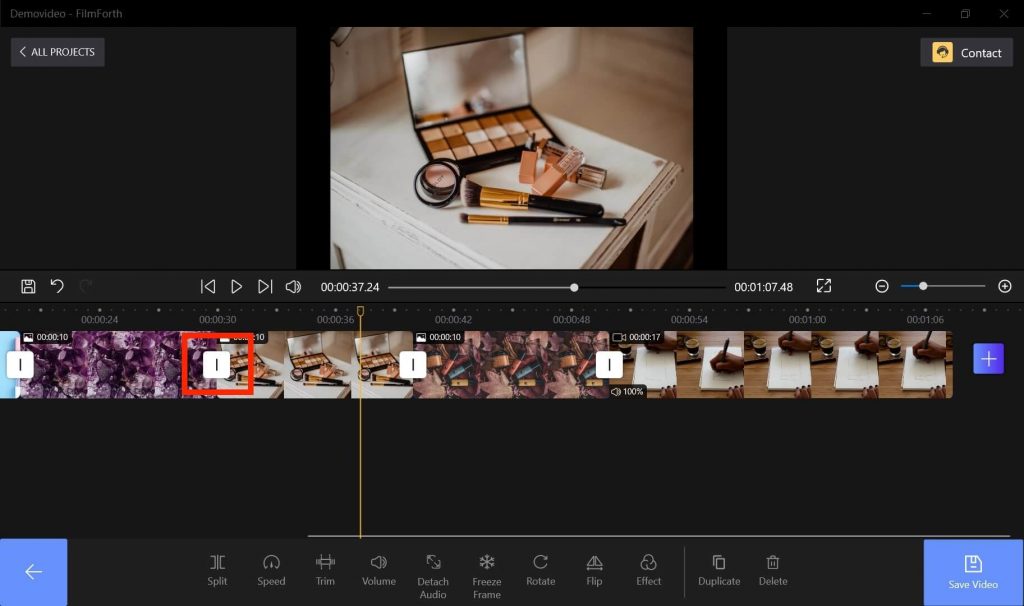 Demovideo - FilmForth
ALL PROJECTS
Contact
00:00:37.24
00:01:07.48
00:00:24
00:00:30
00:00:36
00:00:42
00:00:48
00:00:54
00:01:00
00:01:06
00:00:10
00:00:10
00:00:17
100%
Split
Speed
Trim
Volume
Detach
Audio
Freeze
Frame
Rotate
Flip
Effect
Duplicate
Delete
Save Video